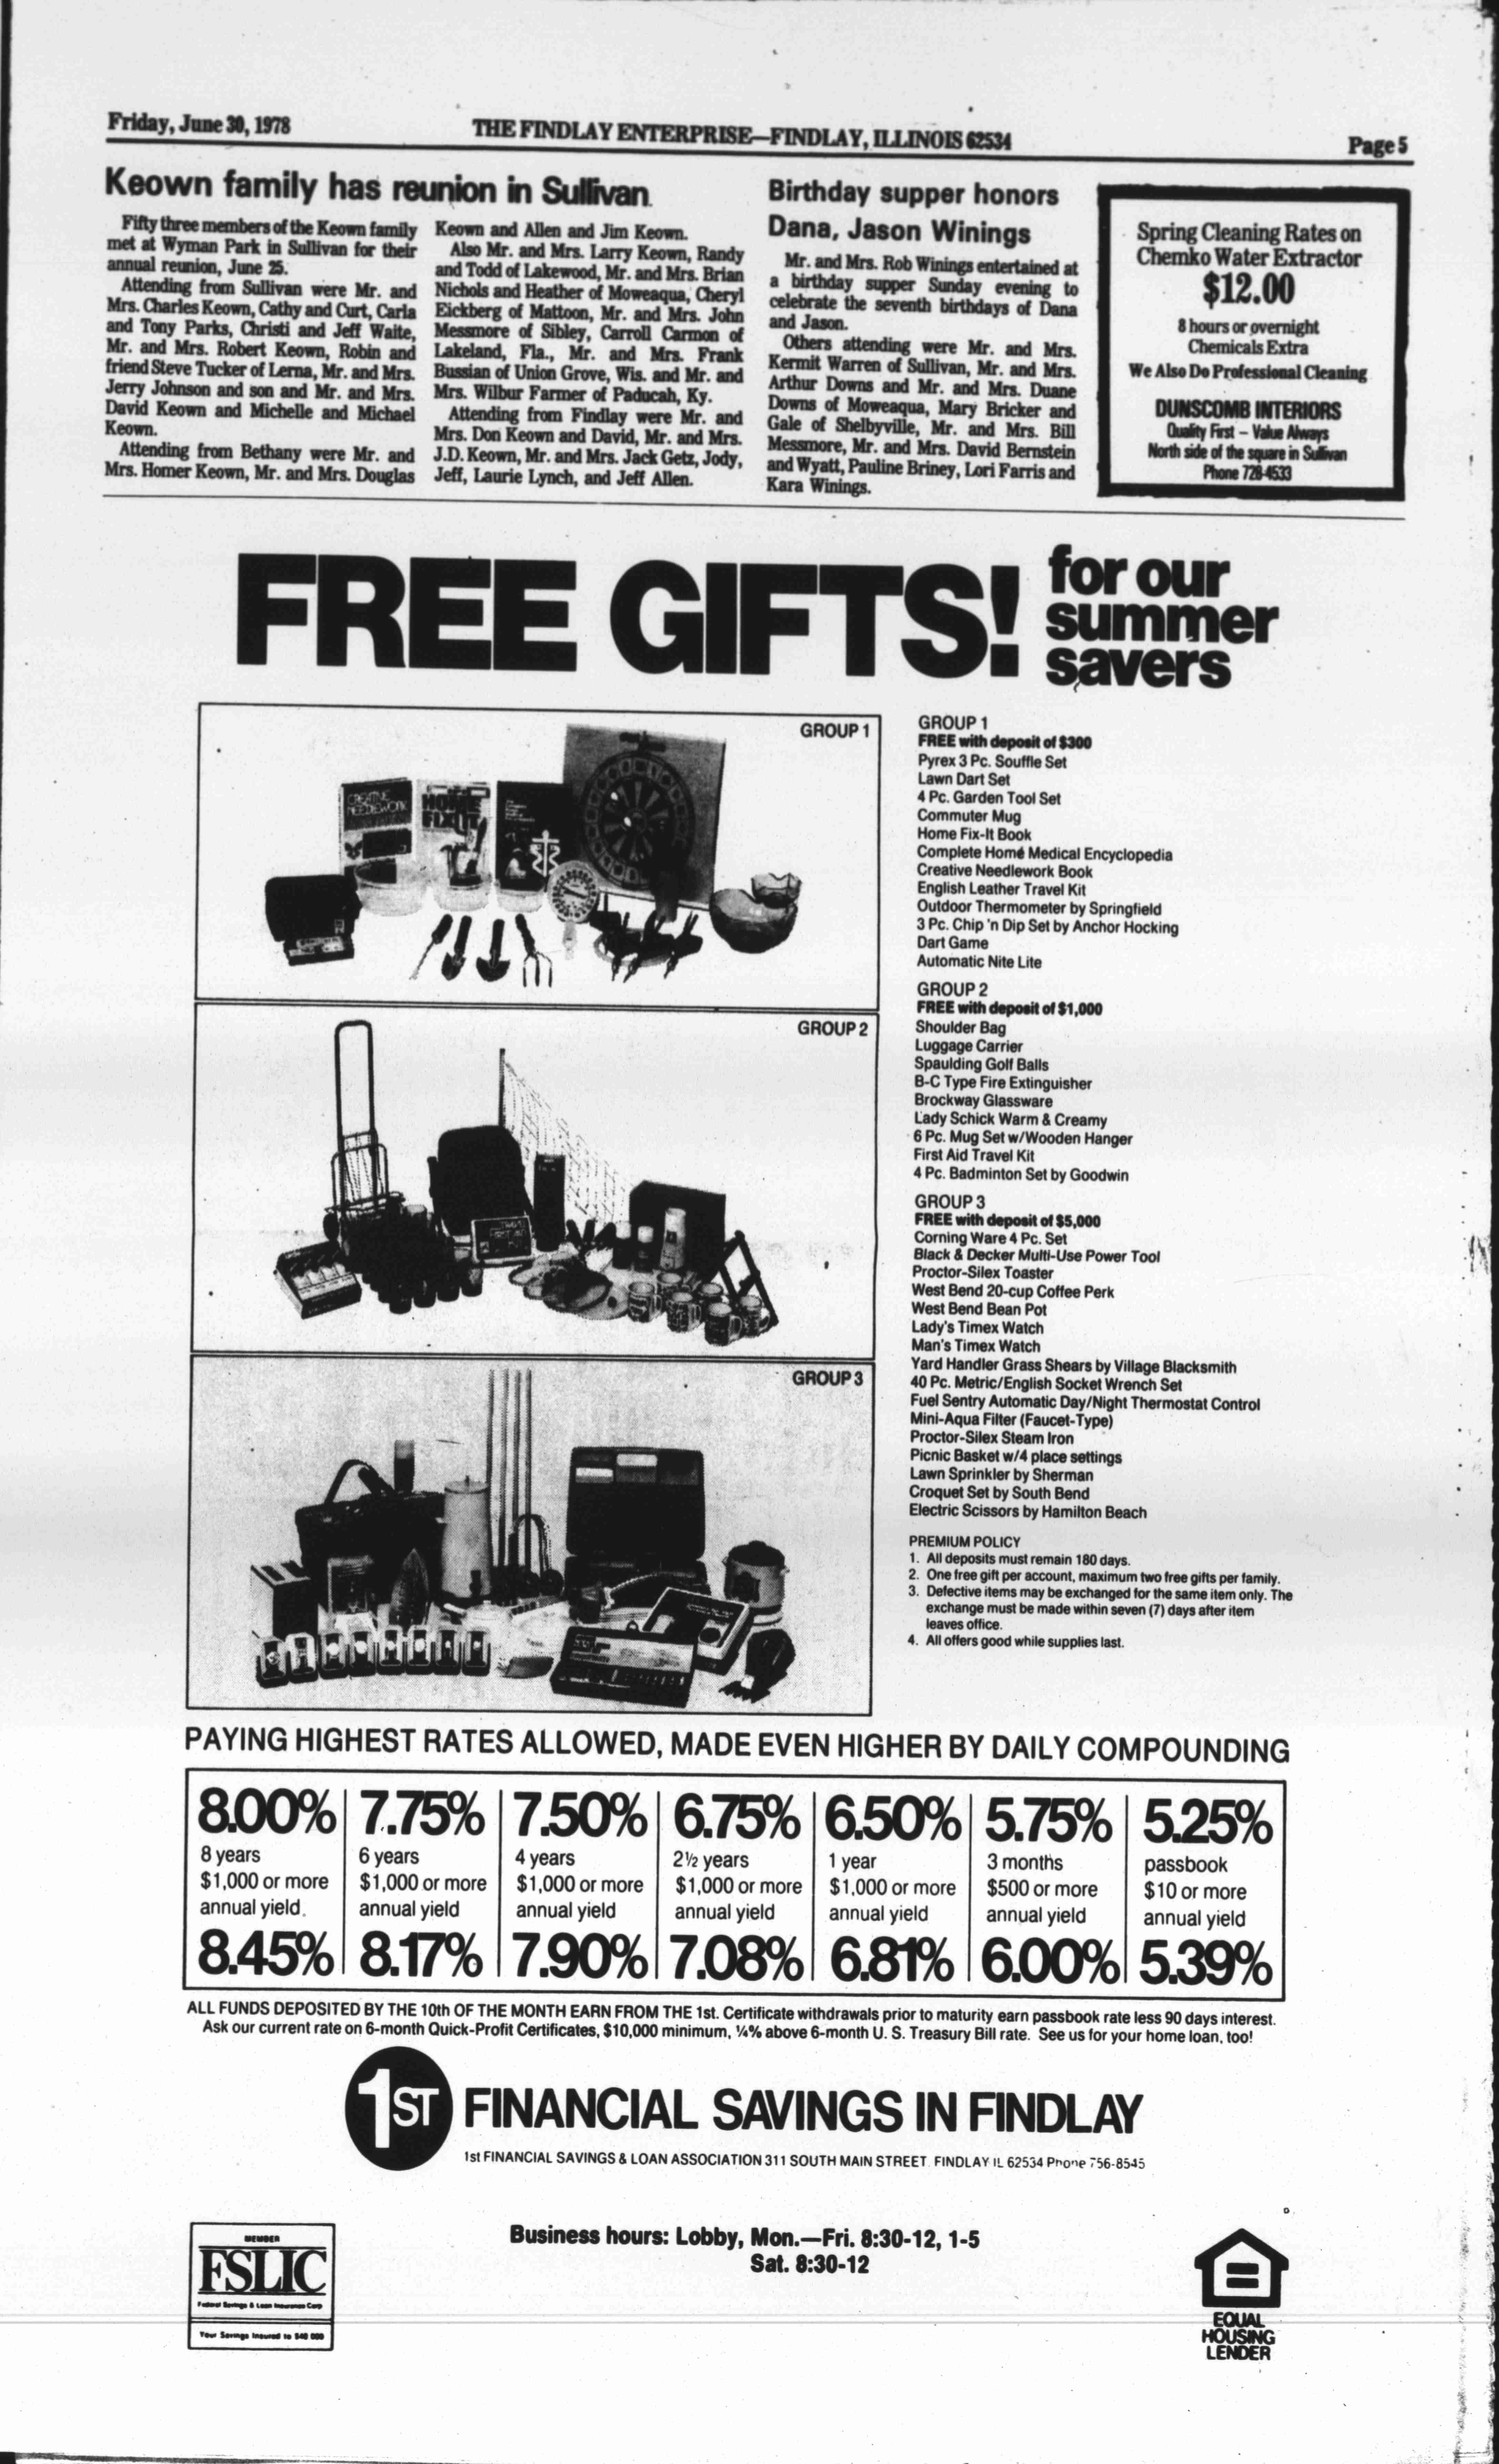 Friday, June 30, 1978
THE FINDLAY ENTERPRISE—FINDLAY, ILLINOIS 62534
Page 5
Keown family has reunion in Sullivan
Fifty three members of the Keown family
met at Wyman Park in Sullivan for their
annual reunion, June 25.
Attending from Sullivan were Mr. and
Mrs. Charles Keown, Cathy and Curt, Carla
and Tony Parks, Christi and Jeff Waite,
Mr. and Mrs. Robert Keown, Robin and
friend Steve Tucker of Lerna, Mr. and Mrs.
Jerry Johnson and son and Mr. and Mrs.
David Keown and Michelle and Michael
Keown.
Attending from Bethany were Mr. and
Mrs. Homer Keown, Mr. and Mrs. Douglas
Keown and Allen and Jim Keown.
Also Mr. and Mrs. Larry Keown, Randy
and Todd of Lakewood, Mr. and Mrs. Brian
Nichols and Heather of Moweaqua, Cheryl
Eickberg of Mattoon, Mr. and Mrs. John
Messmore of Sibley, Carroll Carmon of
Lakeland, Fla., Mr. and Mrs. Frank
Bussian of Union Grove, Wis. and Mr. and
Mrs. Wilbur Farmer of Paducah, Ky.
Attending from Findlay were Mr. and
Mrs. Don Keown and David, Mr. and Mrs.
J.D. Keown, Mr. and Mrs. Jack Getz, Jody,
Jeff, Laurie Lynch, and Jeff Allen.
Birthday supper honors
Dana, Jason Winings
Mr. and Mrs. Rob Winings entertained at
a birthday supper Sunday evening to
celebrate the seventh birthdays of Dana
and Jason.
Others attending were Mr. and Mrs.
Kermit Warren of Sullivan, Mr. and Mrs.
Arthur Downs and Mr. and Mrs. Duane
Downs of Moweaqua, Mary Bricker and
Gale of Shelbyville, Mr. and Mrs. Bill
Messmore, Mr. and Mrs. David Bernstein
and Wyatt, Pauline Briney, Lori Farris and
Kara Winings.
Spring Cleaning Rates on
Chemko Water Extractor
$12.00
8 hours or overnight
Chemicals Extra
We Also Do Professional Cleaning
DUNSCOMB INTERIORS
Quality First – Value Always
North side of the square in Sullivan
Phone 728-4533
FREE GIFTS!
for our
summer
savers
GROUP 1
CREATIVE
NEEDLEWORK
HOME
FIX IT
GROUP 2
FIRST AID
GROUP 3
GROUP 1
FREE with deposit of $300
Pyrex 3 Pc. Souffle Set
Lawn Dart Set
4 Pc. Garden Tool Set
Commuter Mug
Home Fix-It Book
Complete Home Medical Encyclopedia
Creative Needlework Book
English Leather Travel Kit
Outdoor Thermometer by Springfield
3 Pc. Chip 'n Dip Set by Anchor Hocking
Dart Game
Automatic Nite Lite
GROUP 2
FREE with deposit of $1,000
Shoulder Bag
Luggage Carrier
Spaulding Golf Balls
B-C Type Fire Extinguisher
Brockway Glassware
Lady Schick Warm & Creamy
6 Pc. Mug Set w/Wooden Hanger
First Aid Travel Kit
4 Pc. Badminton Set by Goodwin
GROUP 3
FREE with deposit of $5,000
Corning Ware 4 Pc. Set
Black & Decker Multi-Use Power Tool
Proctor-Silex Toaster
West Bend 20-cup Coffee Perk
West Bend Bean Pot
Lady's Timex Watch
Man's Timex Watch
Yard Handler Grass Shears by Village Blacksmith
40 Pc. Metric/English Socket Wrench Set
Fuel Sentry Automatic Day/Night Thermostat Control
Mini-Aqua Filter (Faucet-Type)
Proctor-Silex Steam Iron
Picnic Basket w/4 place settings
Lawn Sprinkler by Sherman
Croquet Set by South Bend
Electric Scissors by Hamilton Beach
PREMIUM POLICY
1. All deposits must remain 180 days.
2. One free gift per account, maximum two free gifts per family.
3. Defective items may be exchanged for the same item only. The
exchange must be made within seven (7) days after item
leaves office.
4. All offers good while supplies last.
PAYING HIGHEST RATES ALLOWED, MADE EVEN HIGHER BY DAILY COMPOUNDING
8.00%
8 years
$1,000 or more
annual yield
8.45%
7.75%
6 years
$1,000 or more
annual yield
8.17%
7.50%
4 years
$1,000 or more
annual yield
7.90%
6.75%
2½ years
$1,000 or more
annual yield
7.08%
6.50%
1 year
$1,000 or more
annual yield
6.81%
5.75%
3 months
$500 or more
annual yield
6.00%
5.25%
passbook
$10 or more
annual yield
5.39%
ALL FUNDS DEPOSITED BY THE 10th OF THE MONTH EARN FROM THE 1st. Certificate withdrawals prior to maturity earn passbook rate less 90 days interest.
Ask our current rate on 6-month Quick-Profit Certificates, $10,000 minimum, ¼% above 6-month U. S. Treasury Bill rate. See us for your home loan, too!
1ST FINANCIAL SAVINGS IN FINDLAY
1st FINANCIAL SAVINGS & LOAN ASSOCIATION 311 SOUTH MAIN STREET FINDLAY IL 62534 Phone 756-8545
MEMBER
FSLIC
Federal Savings & Loan Insurance Corp
Your Savings Insured to $40 000
Business hours: Lobby, Mon.—Fri. 8:30-12, 1-5
Sat. 8:30-12
EQUAL
HOUSING
LENDER